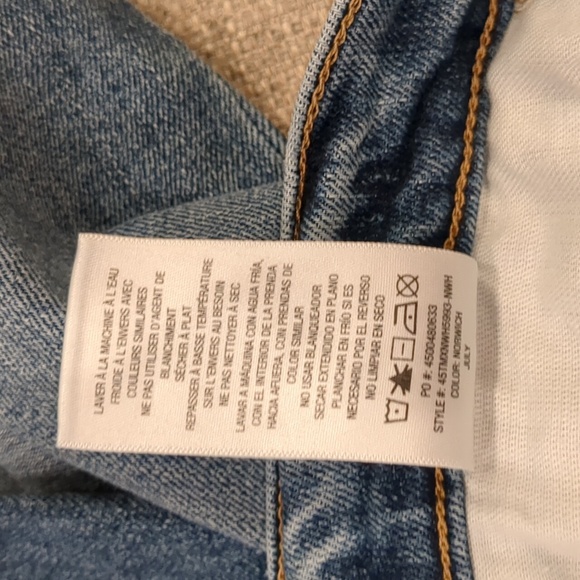 LAVER À LA MACHINE À L'EAU
FROIDE À L'ENVERS AVEC
COULEURS SIMILAIRES
NE PAS UTILISER D'AGENT DE
BLANCHIMENT
SÉCHER À PLAT
REPASSER À BASSE TEMPÉRATURE
SUR L'ENVERS AU BESOIN
NE PAS NETTOYER À SEC
LAVAR A MÁQUINA CON AGUA FRÍA,
CON EL INTERIOR DE LA PRENDA
HACIA AFUERA, CON PRENDAS DE
COLOR SIMILAR
NO USAR BLANQUEADOR
SECAR EXTENDIDO EN PLANO
PLANCHAR EN FRÍO SI ES
NECESARIO POR EL REVERSO
NO LIMPIAR EN SECO
PO #: 4500480633
STYLE #: 45TMXNWH5993-NWH
COLOR: NORWICH
JULY